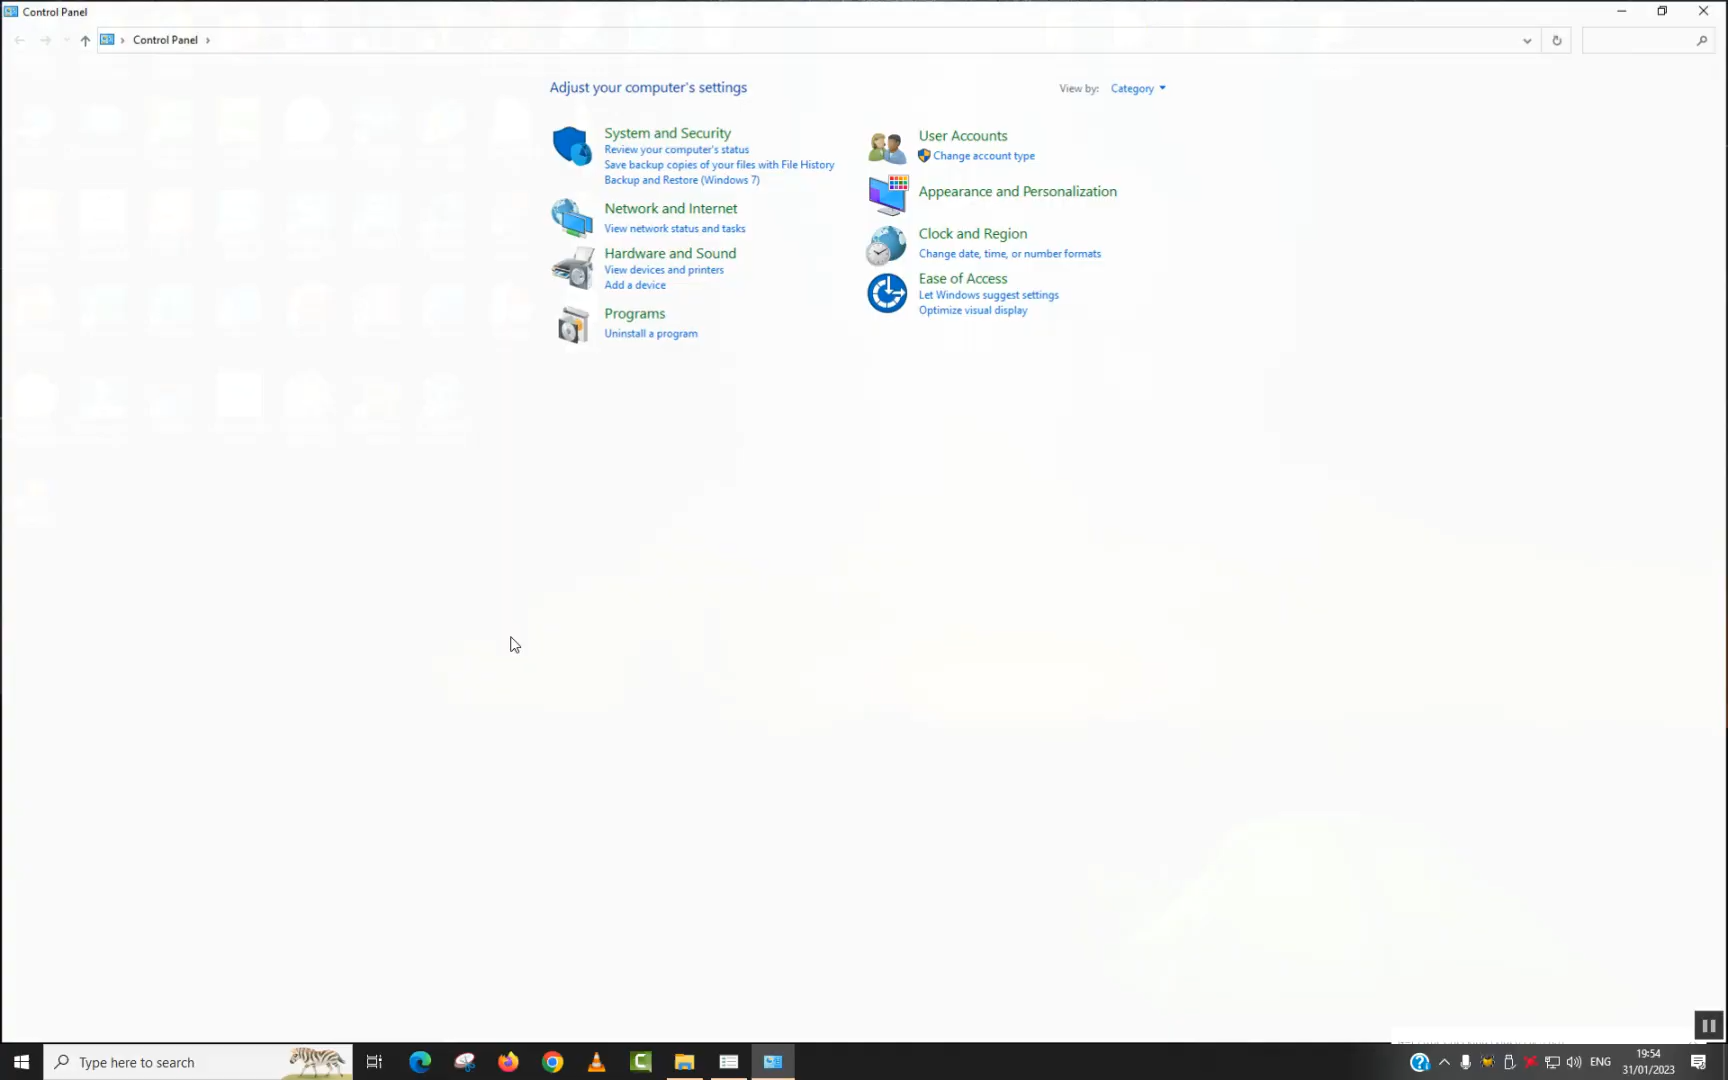 Control Panel
Control Panel
Adjust your computer's settings
View by: Category
System and Security
Review your computer's status
Save backup copies of your files with File History
Backup and Restore (Windows 7)
Network and Internet
View network status and tasks
Hardware and Sound
View devices and printers
Add a device
Programs
Uninstall a program
User Accounts
Change account type
Appearance and Personalization
Clock and Region
Change date, time, or number formats
Ease of Access
Let Windows suggest settings
Optimize visual display
Type here to search
ENG
19:54
31/01/2023